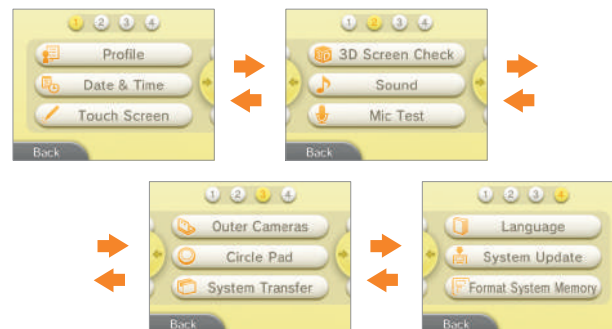 1 2 3 4
Profile
Date & Time
Touch Screen
Back
1 2 3 4
3D Screen Check
Sound
Mic Test
Back
1 2 3 4
Outer Cameras
Circle Pad
System Transfer
Back
1 2 3 4
Language
System Update
Format System Memory
Back